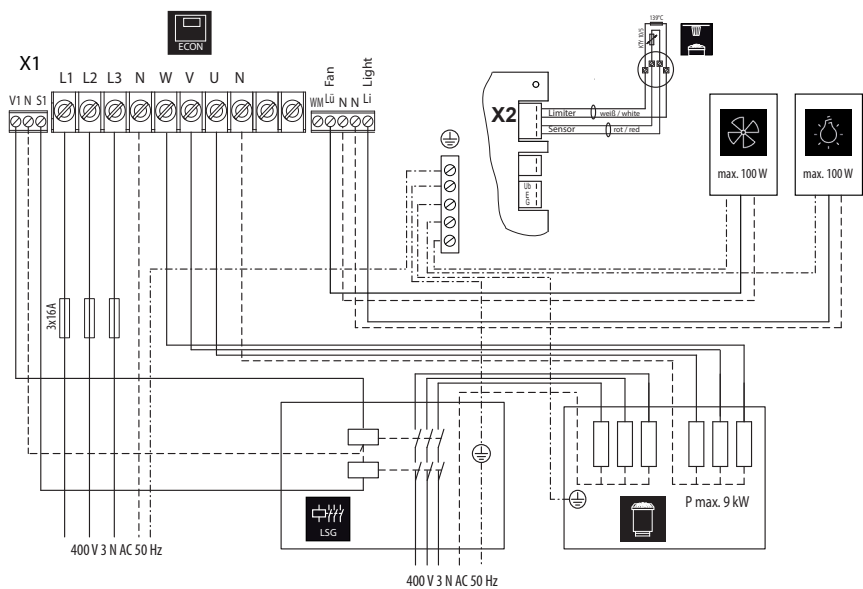 ECON
X1
L1 L2 L3 N W V U N
V1 N S1
WM Lü Fan N N Li Light
139°C
KTY 10/5
X2
Limiter weiß / white
Sensor rot / red
Ub
max. 100 W
max. 100 W
3x16A
LSG
P max. 9 kW
400 V 3 N AC 50 Hz
400 V 3 N AC 50 Hz